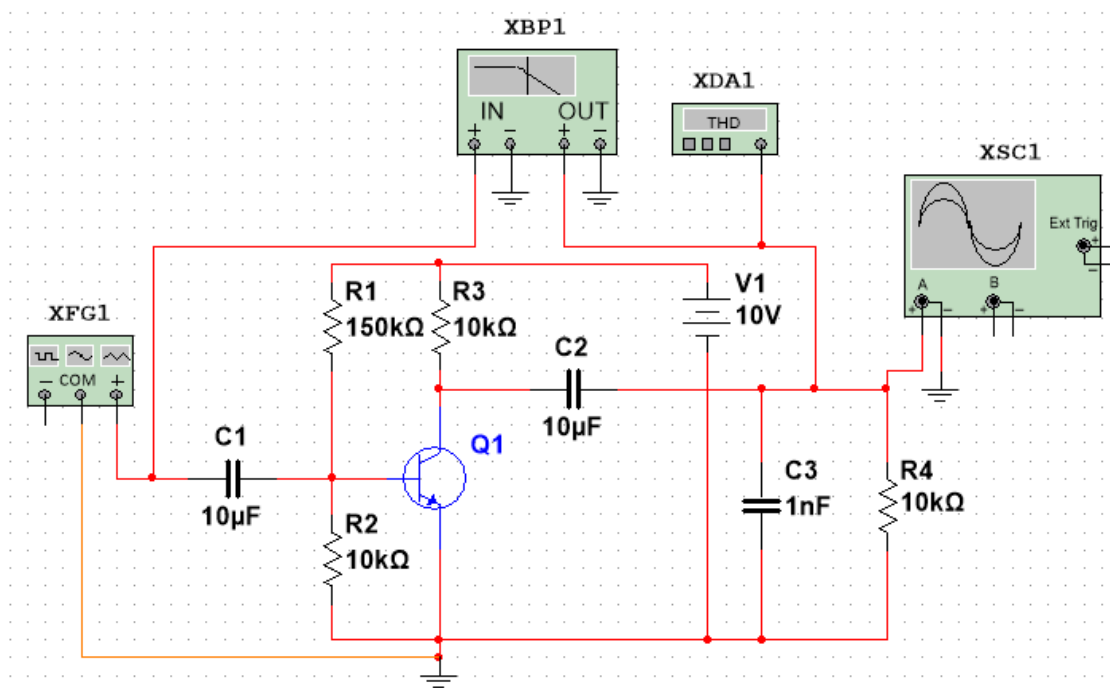 XBP1
IN OUT
+ - + -
XDA1
THD
XSC1
Ext Trig
+
-
A B
+ - + -
XFG1
COM
- +
R1
150kΩ
R3
10kΩ
V1
10V
C2
10µF
C1
10µF
Q1
R2
10kΩ
C3
1nF
R4
10kΩ